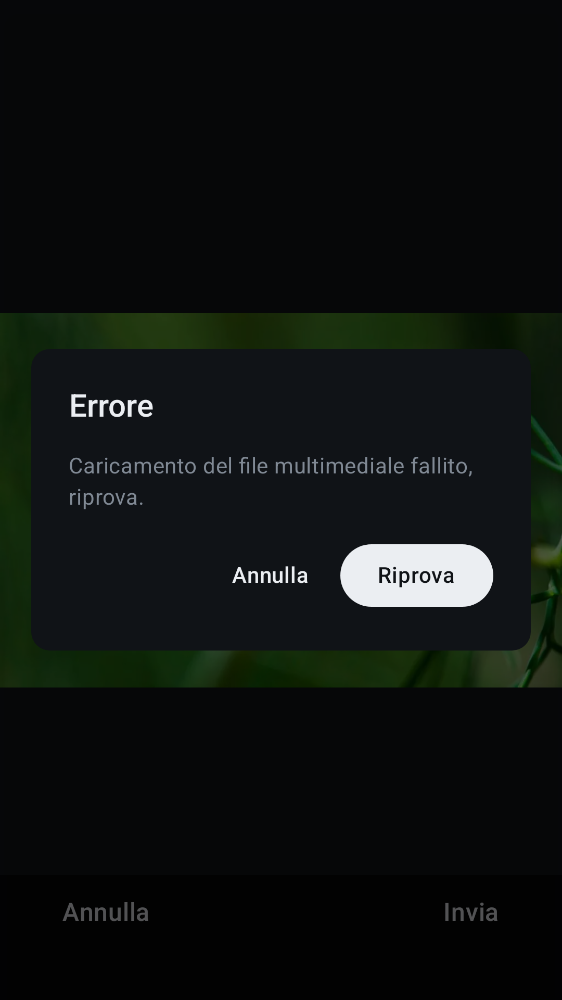 Errore
Caricamento del file multimediale fallito,
riprova.
Annulla
Riprova
Annulla
Invia